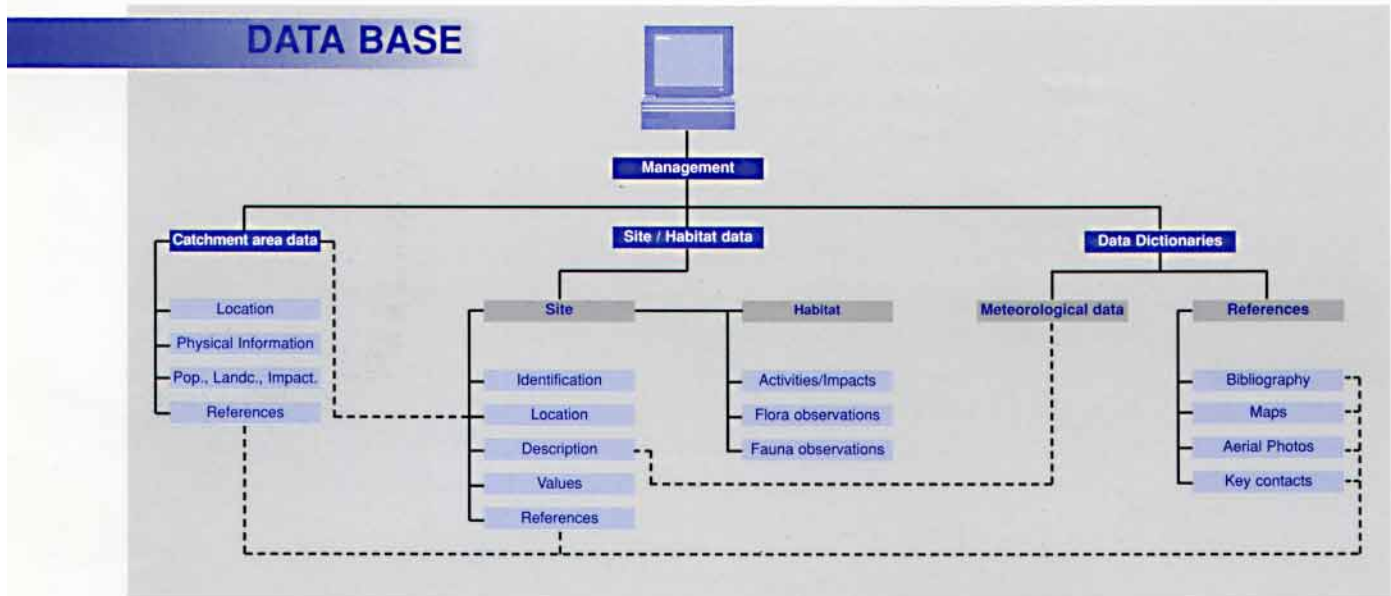 DATA BASE
Management
Catchment area data
Site / Habitat data
Data Dictionaries
Location
Physical Information
Pop., Landc., Impact.
References
Site
Habitat
Identification
Location
Description
Values
References
Activities/Impacts
Flora observations
Fauna observations
Meteorological data
References
Bibliography
Maps
Aerial Photos
Key contacts